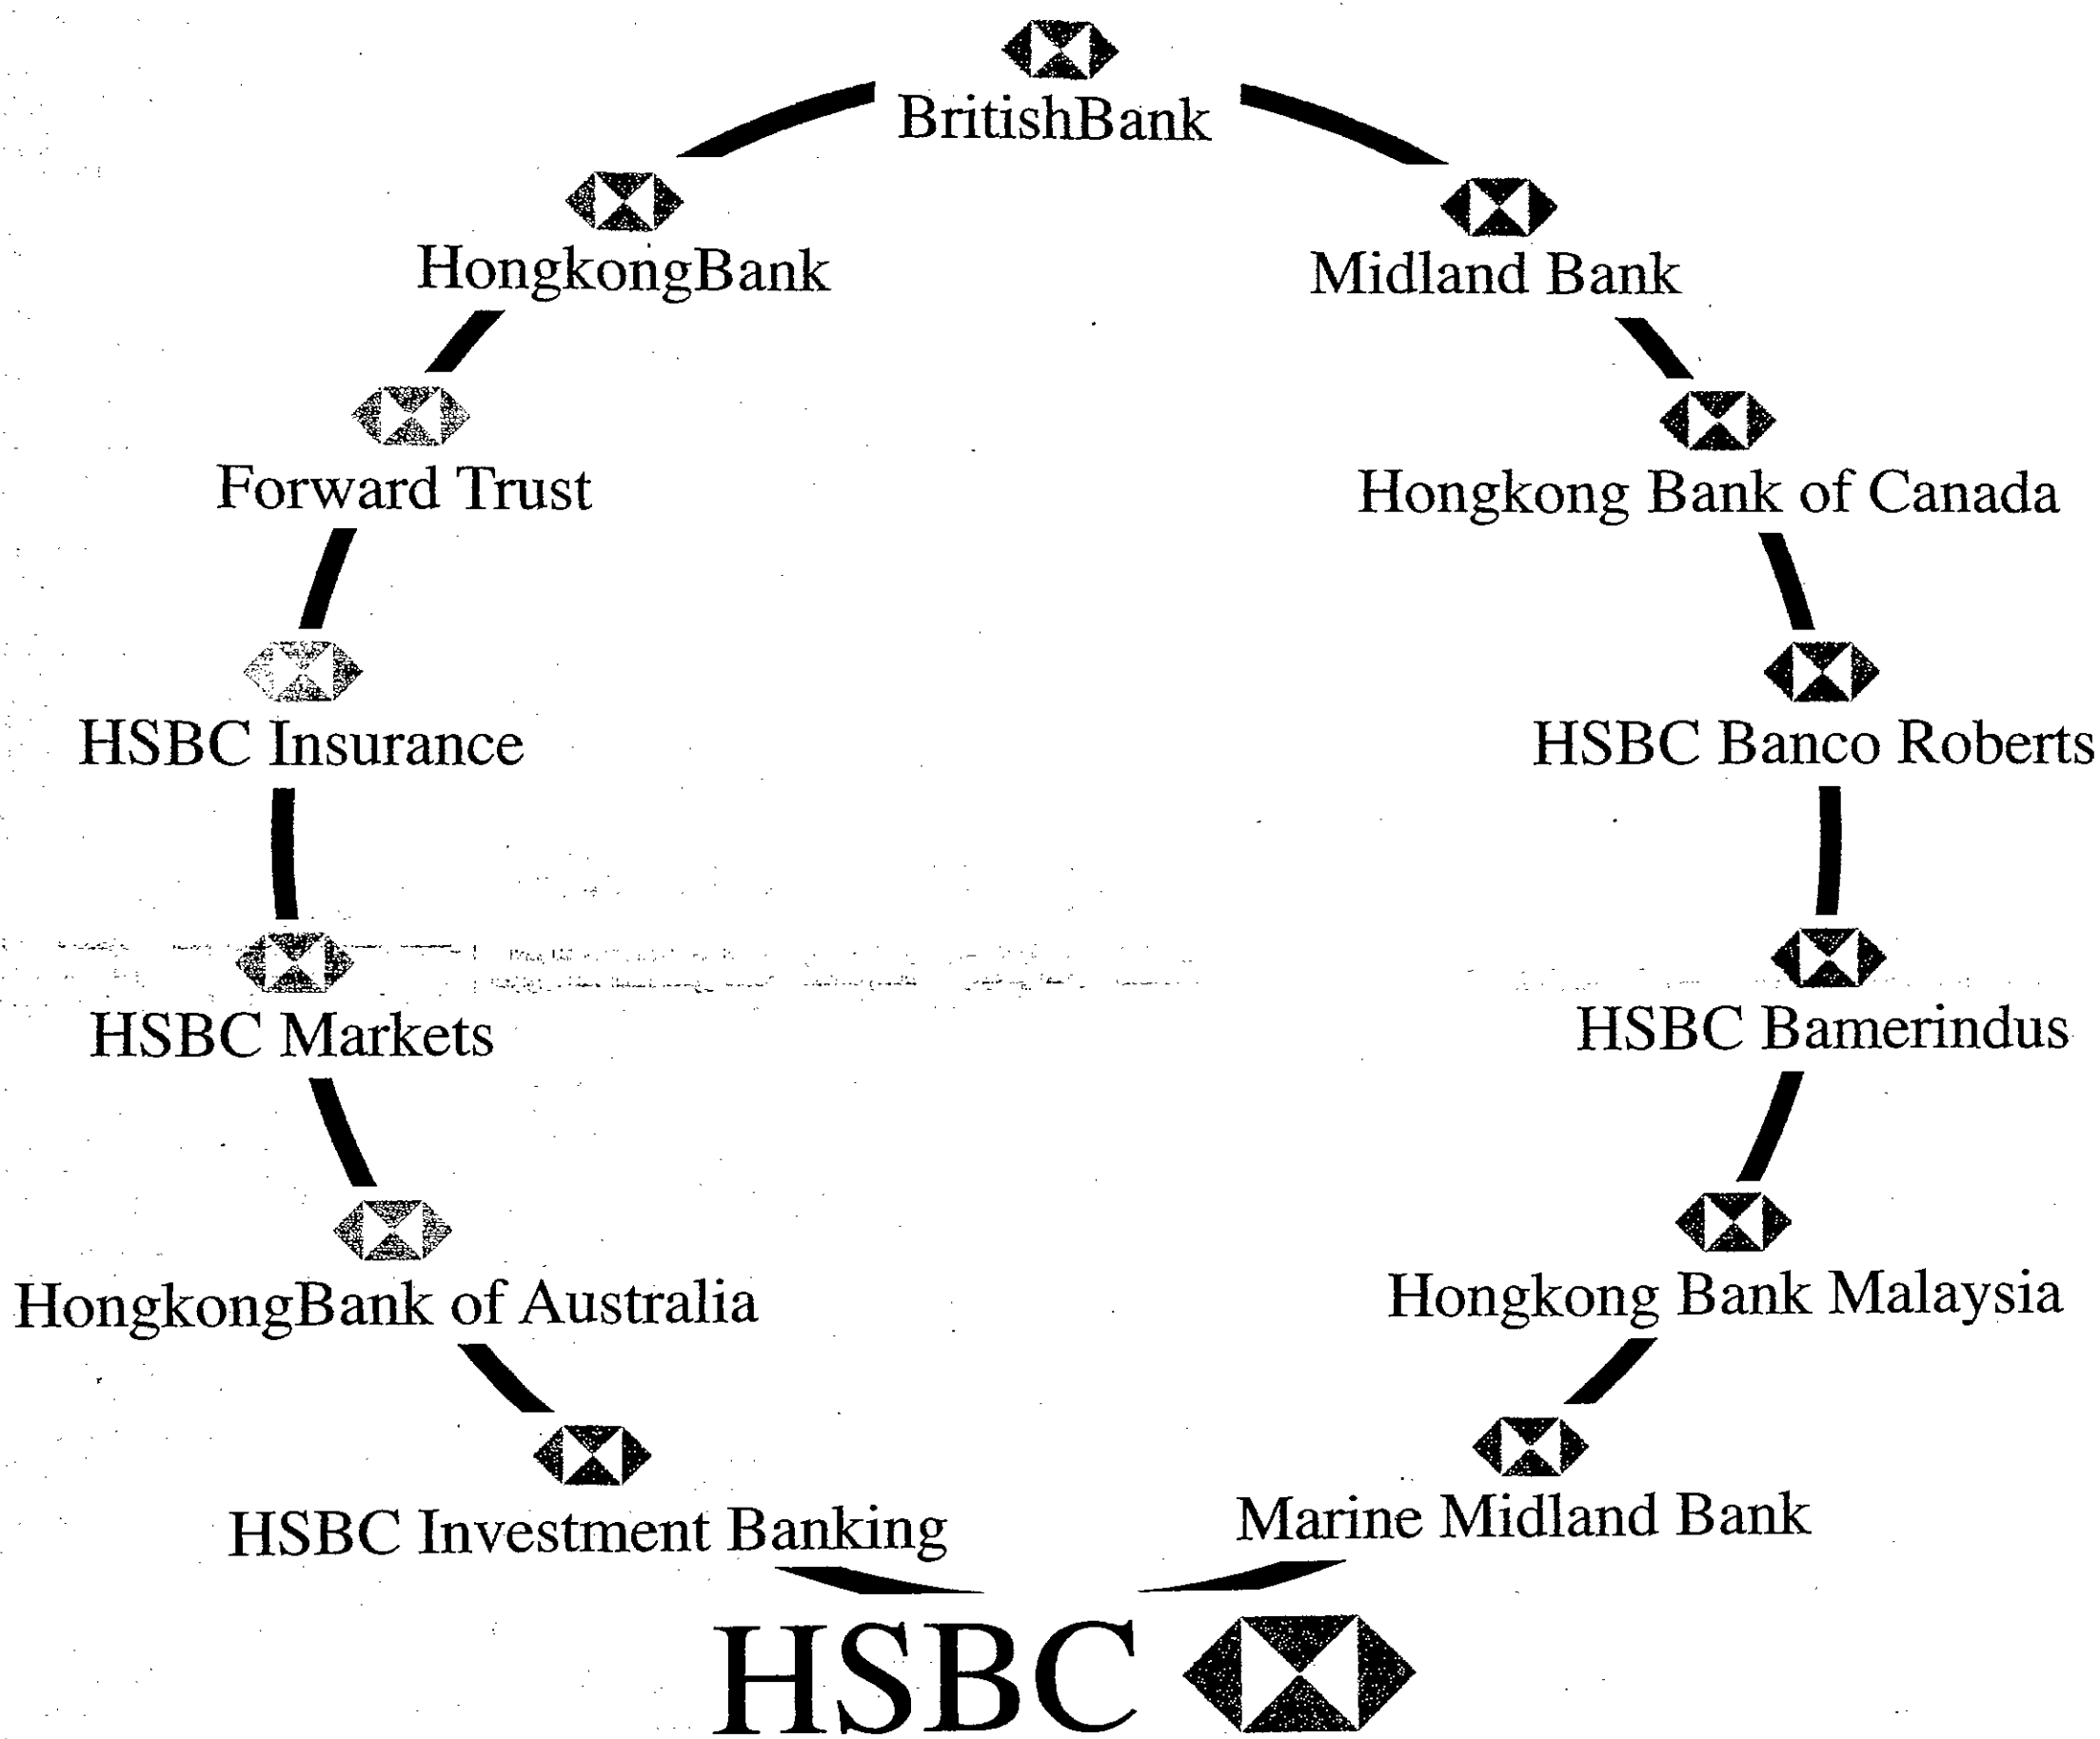 BritishBank
HongkongBank
Midland Bank
Forward Trust
Hongkong Bank of Canada
HSBC Insurance
HSBC Banco Roberts
HSBC Markets
HSBC Bamerindus
HongkongBank of Australia
Hongkong Bank Malaysia
HSBC Investment Banking
Marine Midland Bank
HSBC